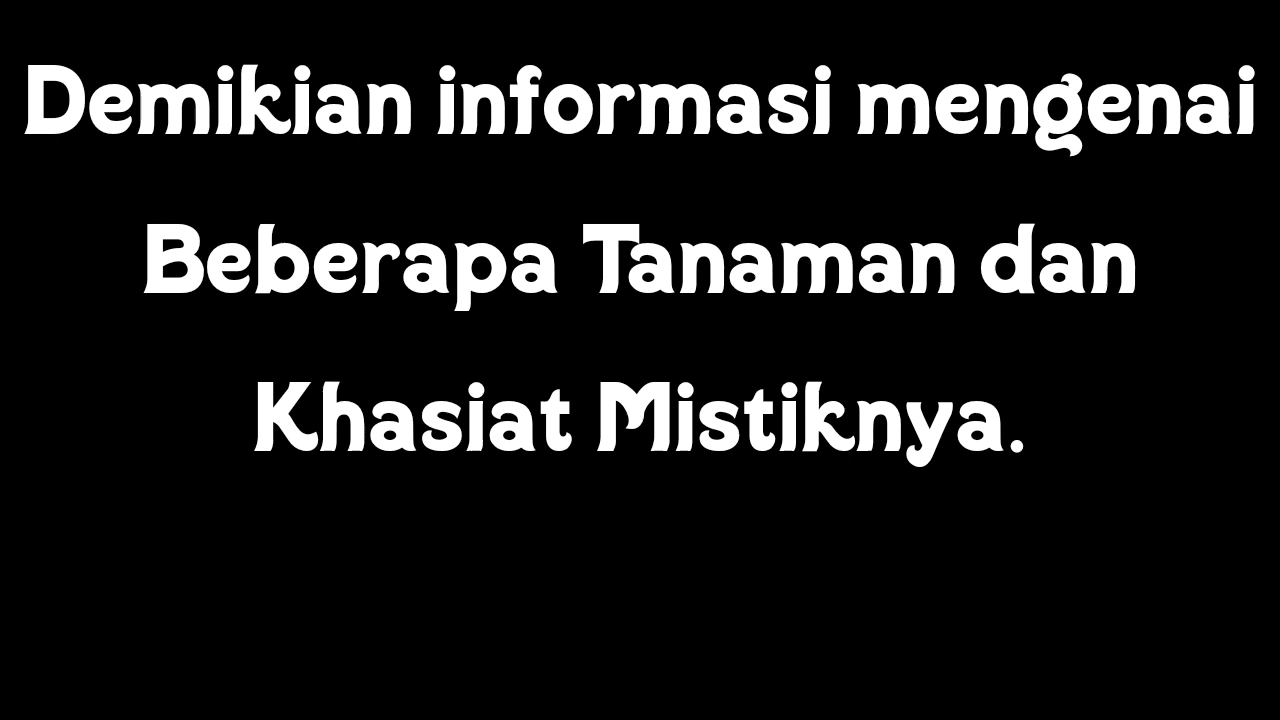 Demikian informasi mengenai
Beberapa Tanaman dan
Khasiat Mistiknya.